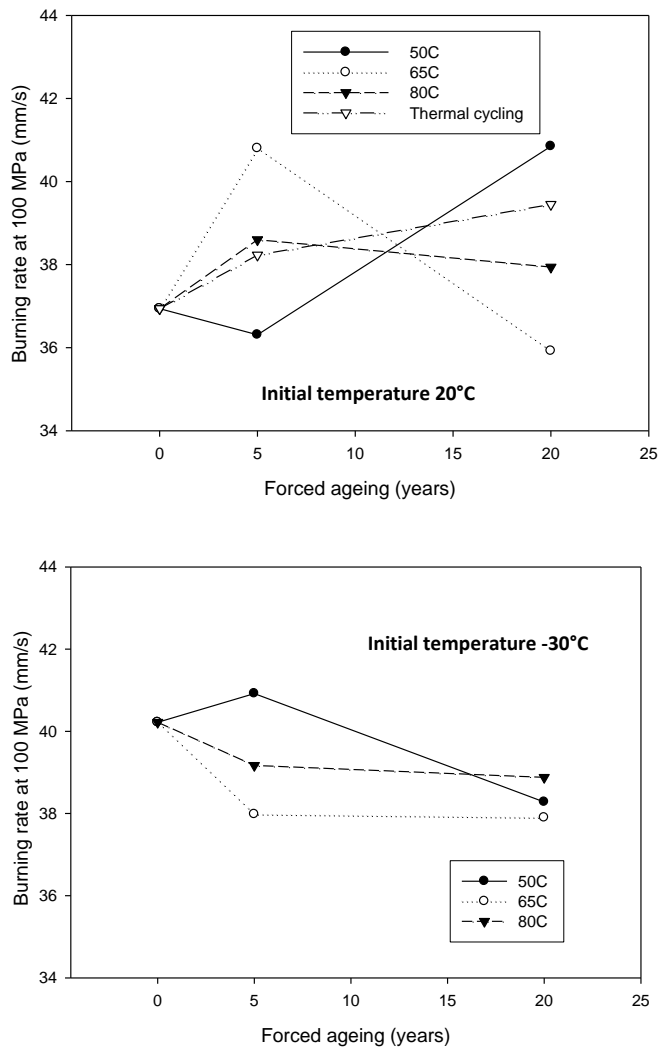 44
50C
65C
80C
Thermal cycling
42
40
38
36
34
Burning rate at 100 MPa (mm/s)
Initial temperature 20°C
0 5 10 15 20 25
Forced ageing (years)
44
42
40
38
36
34
Burning rate at 100 MPa (mm/s)
Initial temperature -30°C
50C
65C
80C
0 5 10 15 20 25
Forced ageing (years)